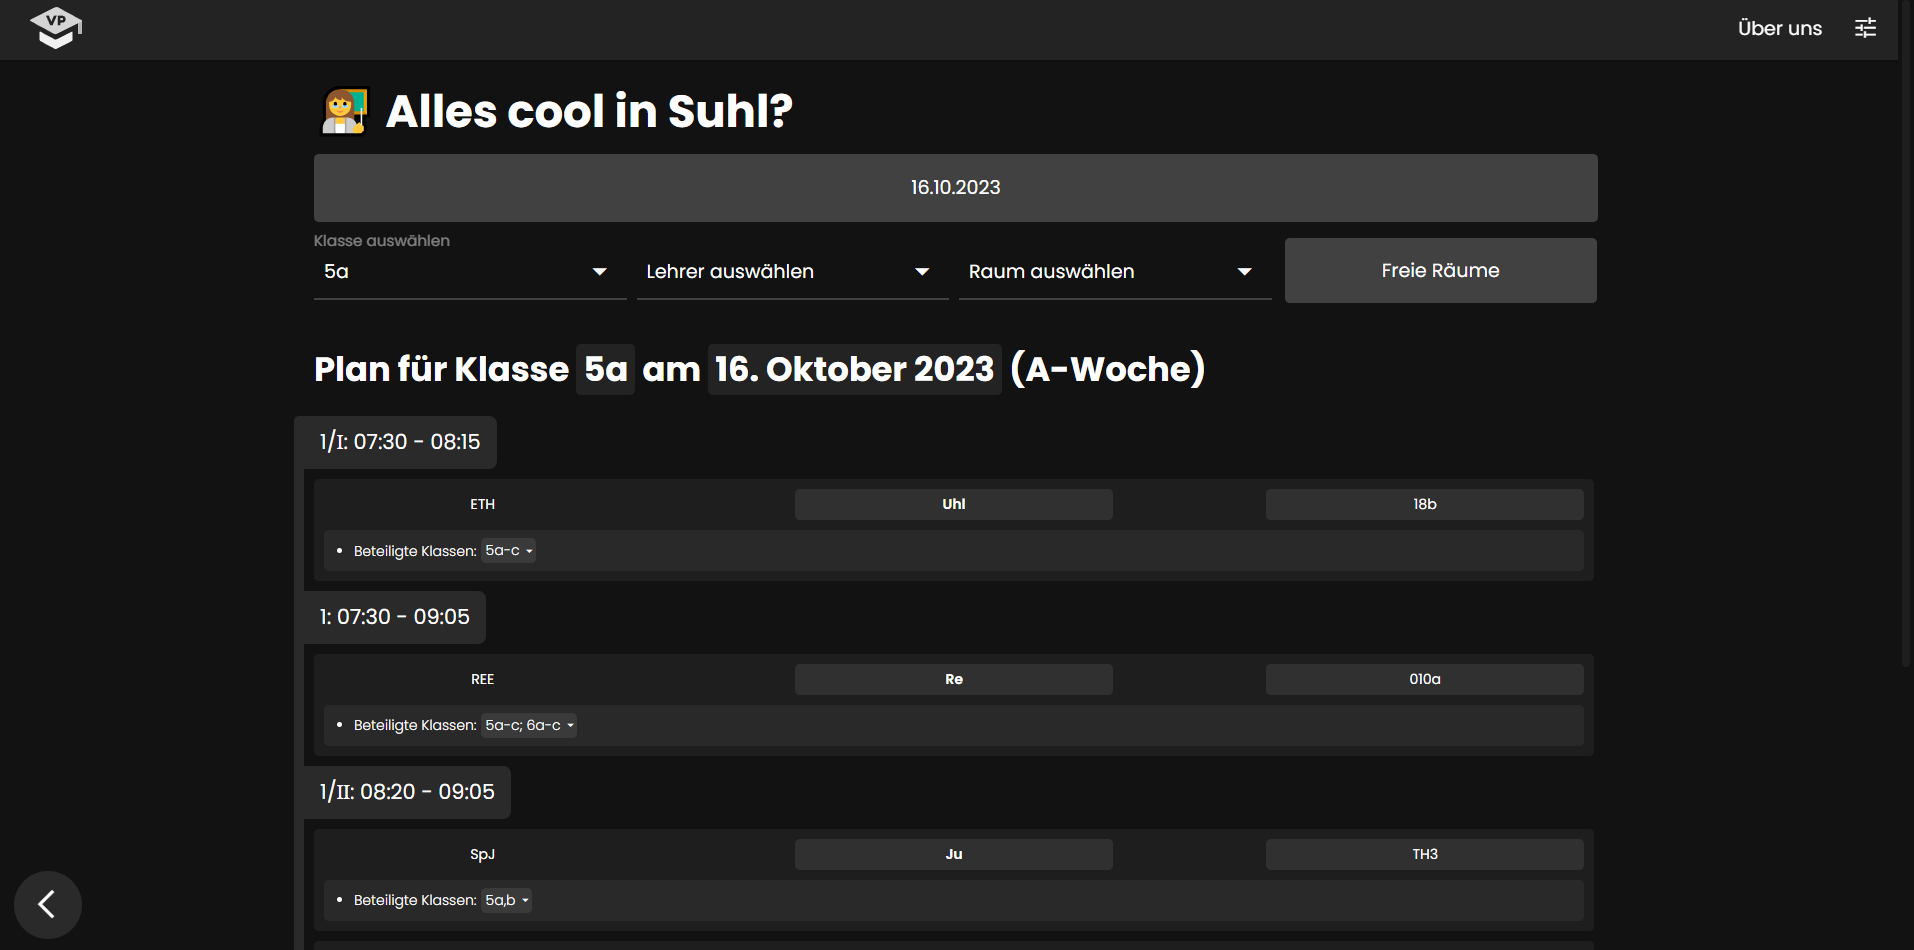 VP
Über uns
Alles cool in Suhl?
16.10.2023
Klasse auswählen
5a
Lehrer auswählen
Raum auswählen
Freie Räume
Plan für Klasse 5a am 16. Oktober 2023 (A-Woche)
1/I: 07:30 - 08:15
ETH Uhl 18b
• Beteiligte Klassen: 5a-c
1: 07:30 - 09:05
REE Re 010a
• Beteiligte Klassen: 5a-c; 6a-c
1/II: 08:20 - 09:05
SpJ Ju TH3
• Beteiligte Klassen: 5a,b